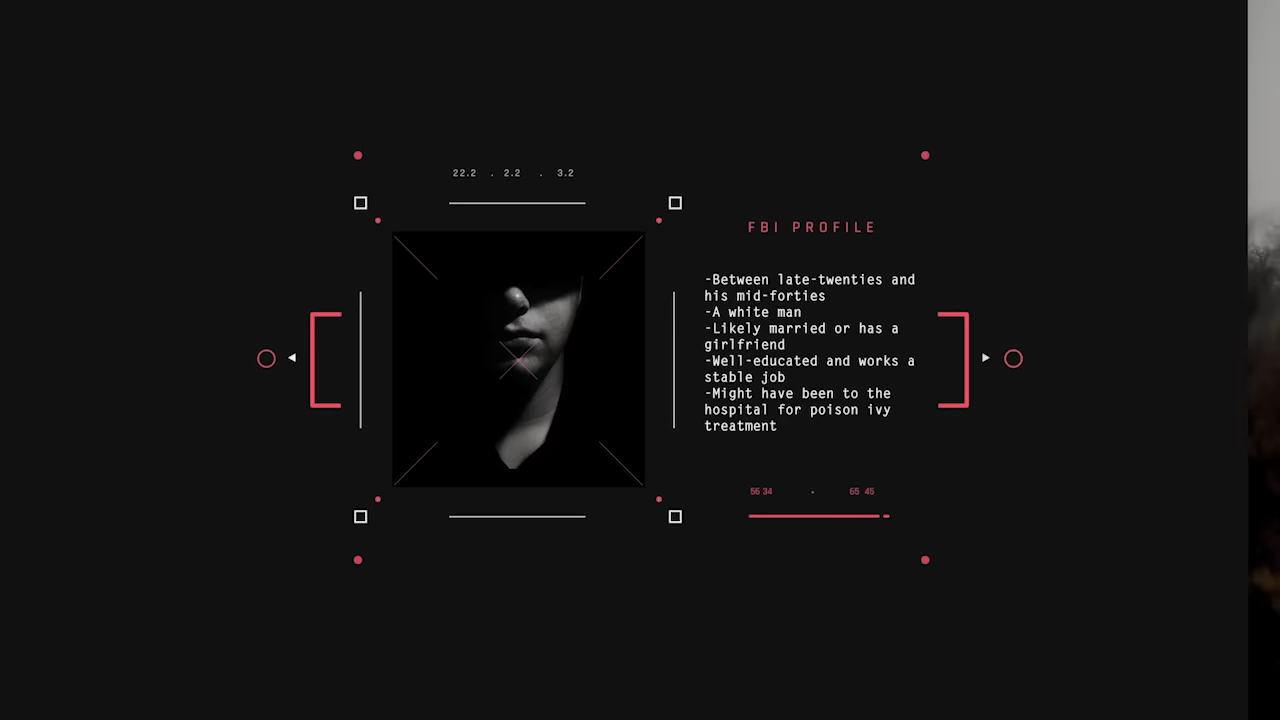 22.2 . 2.2 . 3.2
FBI PROFILE
-Between late-twenties and
his mid-forties
-A white man
-Likely married or has a
girlfriend
-Well-educated and works a
stable job
-Might have been to the
hospital for poison ivy
treatment
56 34 . 65 45